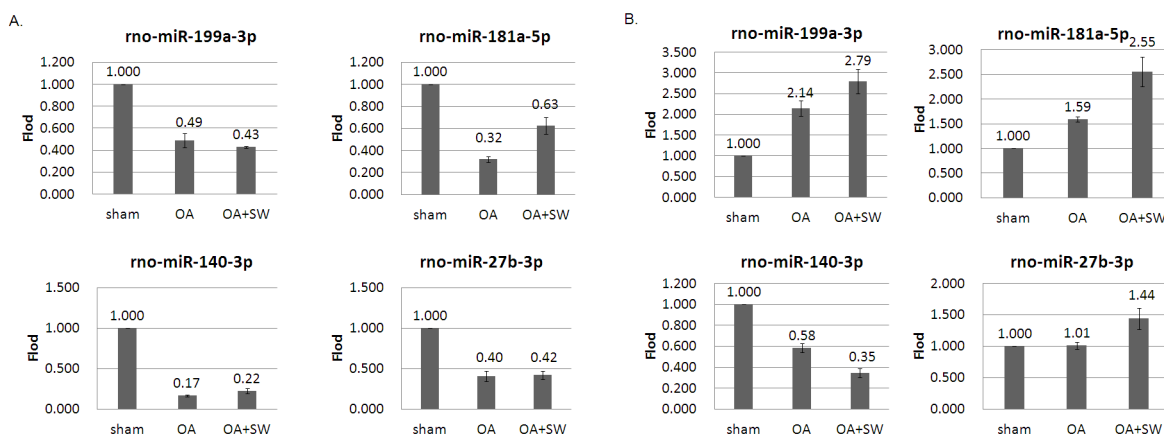 A.
rno-miR-199a-3p
Flod
1.200
1.000
0.800
0.600
0.400
0.200
0.000
1.000
0.49
0.43
sham OA OA+SW
rno-miR-181a-5p
Flod
1.200
1.000
0.800
0.600
0.400
0.200
0.000
1.000
0.32
0.63
sham OA OA+SW
rno-miR-140-3p
Flod
1.500
1.000
0.500
0.000
1.000
0.17
0.22
sham OA OA+SW
rno-miR-27b-3p
Flod
1.500
1.000
0.500
0.000
1.000
0.40
0.42
sham OA OA+SW
B.
rno-miR-199a-3p
Flod
3.500
3.000
2.500
2.000
1.500
1.000
0.500
0.000
1.000
2.14
2.79
sham OA OA+SW
rno-miR-181a-5p
Flod
3.000
2.500
2.000
1.500
1.000
0.500
0.000
1.000
1.59
2.55
sham OA OA+SW
rno-miR-140-3p
Flod
1.200
1.000
0.800
0.600
0.400
0.200
0.000
1.000
0.58
0.35
sham OA OA+SW
rno-miR-27b-3p
Flod
2.000
1.500
1.000
0.500
0.000
1.000
1.01
1.44
sham OA OA+SW